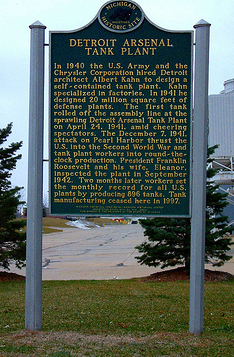 MICHIGAN
HISTORIC SITE
DETROIT ARSENAL
TANK PLANT
In 1940 the U.S. Army and the
Chrysler Corporation hired Detroit
architect Albert Kahn to design a
self-contained tank plant. Kahn
specialized in factories. In 1941 he
designed 20 million square feet of
defense plants. The first tank
rolled off the assembly line at the
sprawling Detroit Arsenal Tank Plant
on April 24, 1941, amid cheering
spectators. The December 7, 1941,
attack on Pearl Harbor thrust the
U.S. into the Second World War and
tank plant workers into round-the-
clock production. President Franklin
Roosevelt and his wife, Eleanor,
inspected the plant in September
1942. Two months later workers set
the monthly record for all U.S.
plants by producing 896 tanks. Tank
manufacturing ceased here in 1997.